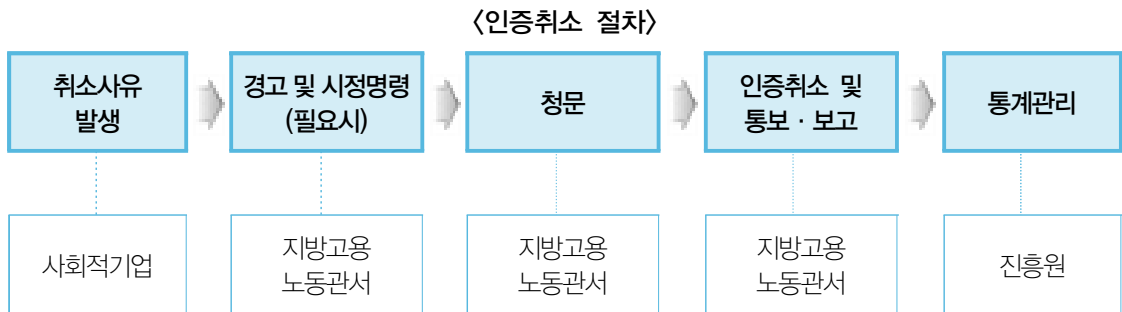 〈인증취소 절차〉
취소사유
발생
경고 및 시정명령
(필요시)
청문
인증취소 및
통보 · 보고
통계관리
사회적기업
지방고용
노동관서
지방고용
노동관서
지방고용
노동관서
진흥원